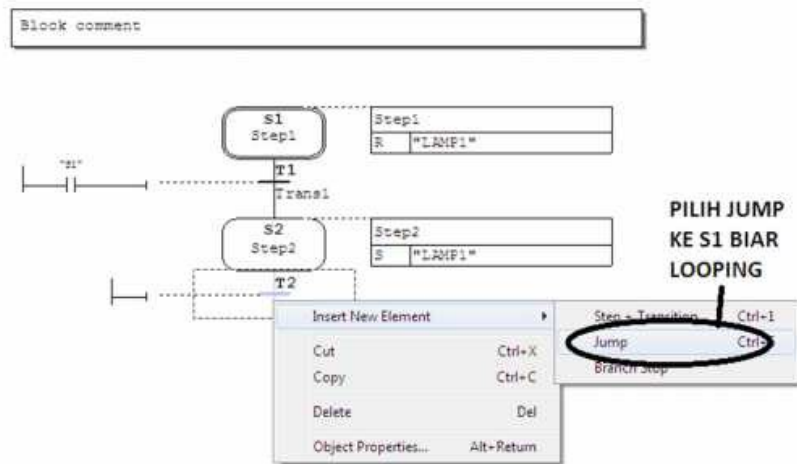 Block comment
S1
Step1
Step1
R "LAMP1"
"S1"
T1
Trans1
S2
Step2
Step2
S "LAMP1"
T2
PILIH JUMP
KE S1 BIAR
LOOPING
Insert New Element
Step + Transition Ctrl+1
Jump
Branch Stop
Cut Ctrl+X
Copy Ctrl+C
Delete Del
Object Properties... Alt+Return